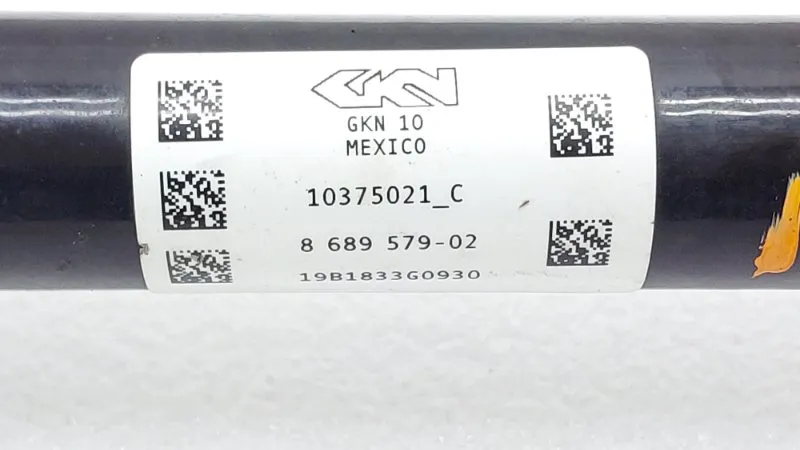 GKN
GKN 10
MEXICO
10375021_C
8 689 579-02
19B1833G0930